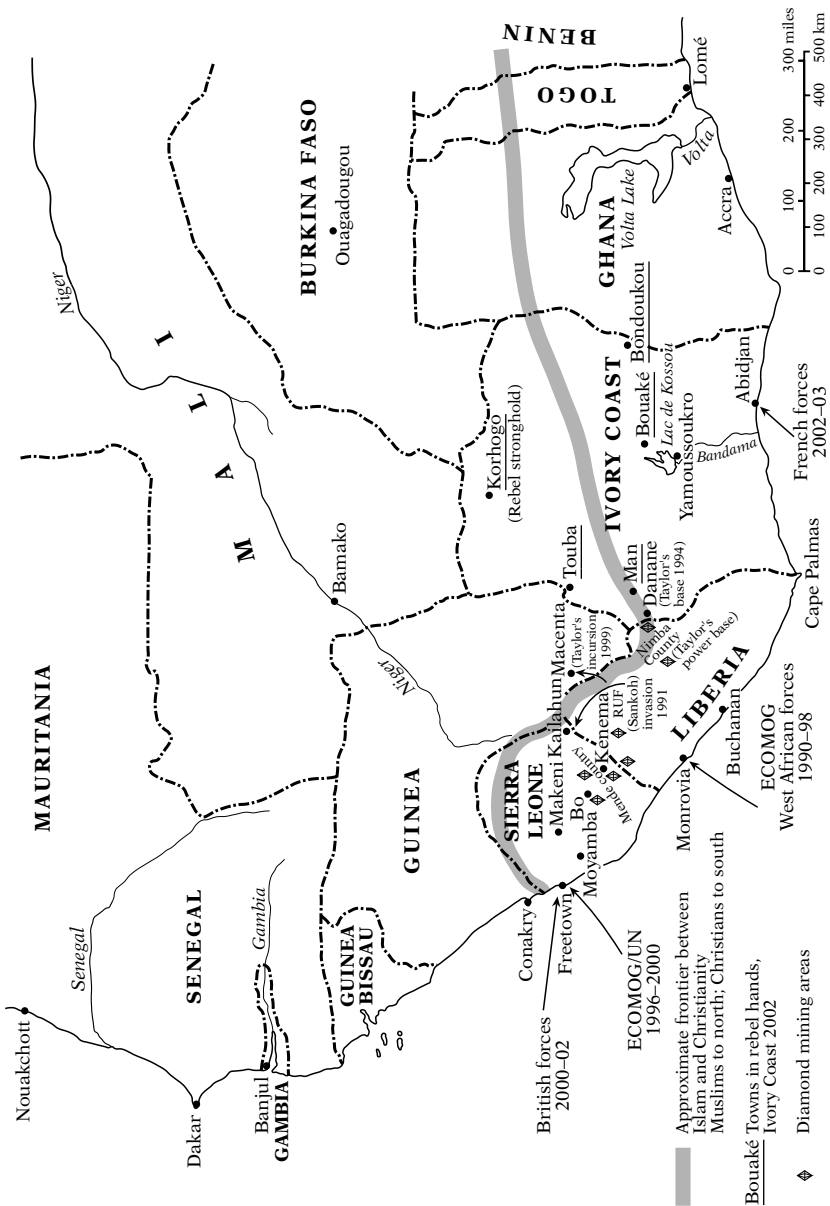 Nouakchott
MAURITANIA
Senegal
Niger
Dakar
SENEGAL
MALI
Banjul
Gambia
GAMBIA
Bamako
BURKINA FASO
Ouagadougou
GUINEA
BISSAU
GUINEA
Niger
Korhogo
(Rebel stronghold)
BENIN
TOGO
Conakry
SIERRA
LEONE
Freetown
Makeni
Kailahun
Macenta
(Taylor's
incursion
1999)
Touba
Moyamba
Bo
Mende country
Kenema
RUF
(Sankoh)
invasion
1991
Nimba
County
(Taylor's
power base)
Man
Danane
(Taylor's
base 1994)
IVORY COAST
Bouaké
Lac de Kossou
Yamoussoukro
Bandama
Bondoukou
GHANA
Volta Lake
Volta
Lomé
Accra
Abidjan
LIBERIA
Monrovia
Buchanan
Cape Palmas
British forces
2000–02
ECOMOG/UN
1996–2000
ECOMOG
West African forces
1990–98
French forces
2002–03
0 100 200 300 miles
0 100 200 300 400 500 km
Approximate frontier between
Islam and Christianity
Muslims to north; Christians to south
Bouaké Towns in rebel hands,
Ivory Coast 2002
Diamond mining areas